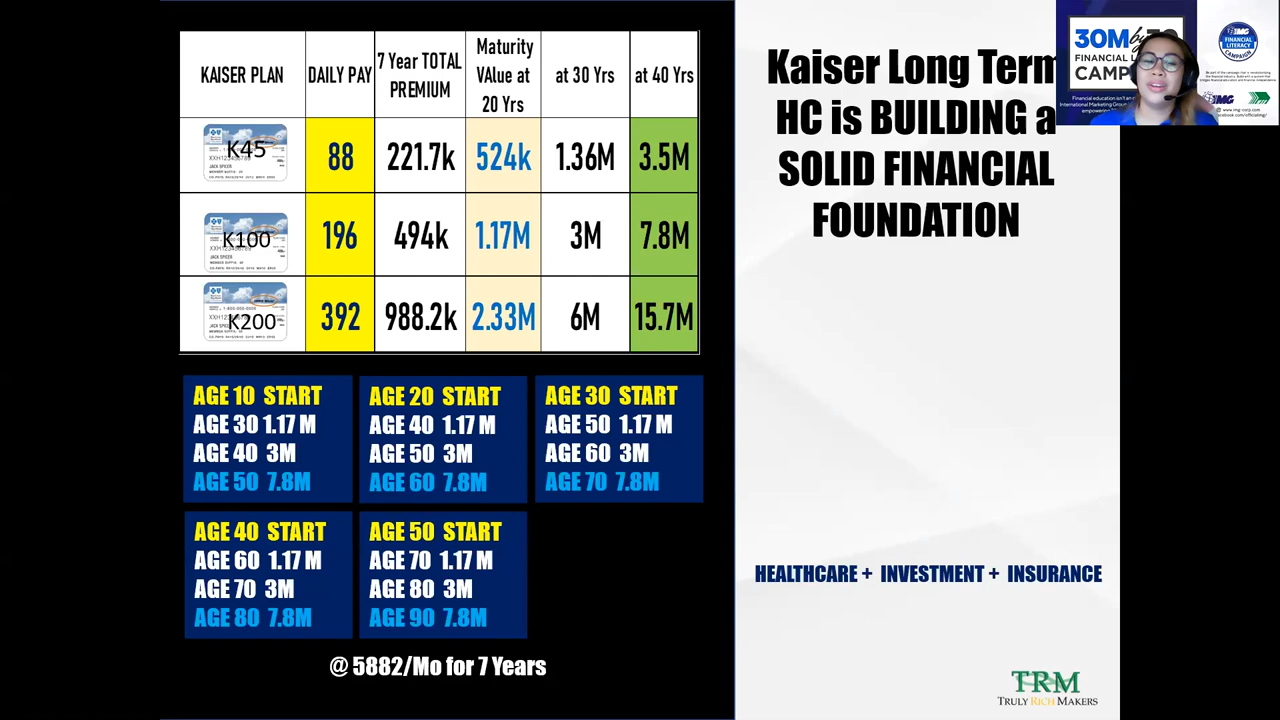 KAISER PLAN
DAILY PAY
7 Year TOTAL
PREMIUM
Maturity
VAlue at
20 Yrs
at 30 Yrs
at 40 Yrs
K45
88
221.7k
524k
1.36M
3.5M
K100
196
494k
1.17M
3M
7.8M
K200
392
988.2k
2.33M
6M
15.7M
AGE 10 START
AGE 30 1.17 M
AGE 40 3M
AGE 50 7.8M
AGE 20 START
AGE 40 1.17 M
AGE 50 3M
AGE 60 7.8M
AGE 30 START
AGE 50 1.17 M
AGE 60 3M
AGE 70 7.8M
AGE 40 START
AGE 60 1.17 M
AGE 70 3M
AGE 80 7.8M
AGE 50 START
AGE 70 1.17 M
AGE 80 3M
AGE 90 7.8M
@ 5882/Mo for 7 Years
Kaiser Long Term
HC is BUILDING a
SOLID FINANCIAL
FOUNDATION
HEALTHCARE + INVESTMENT + INSURANCE
TRM
TRULY RICH MAKERS
30M by
FINANCIAL
CAMP
IMG
FINANCIAL
LITERACY
CAMPAIGN
IMG